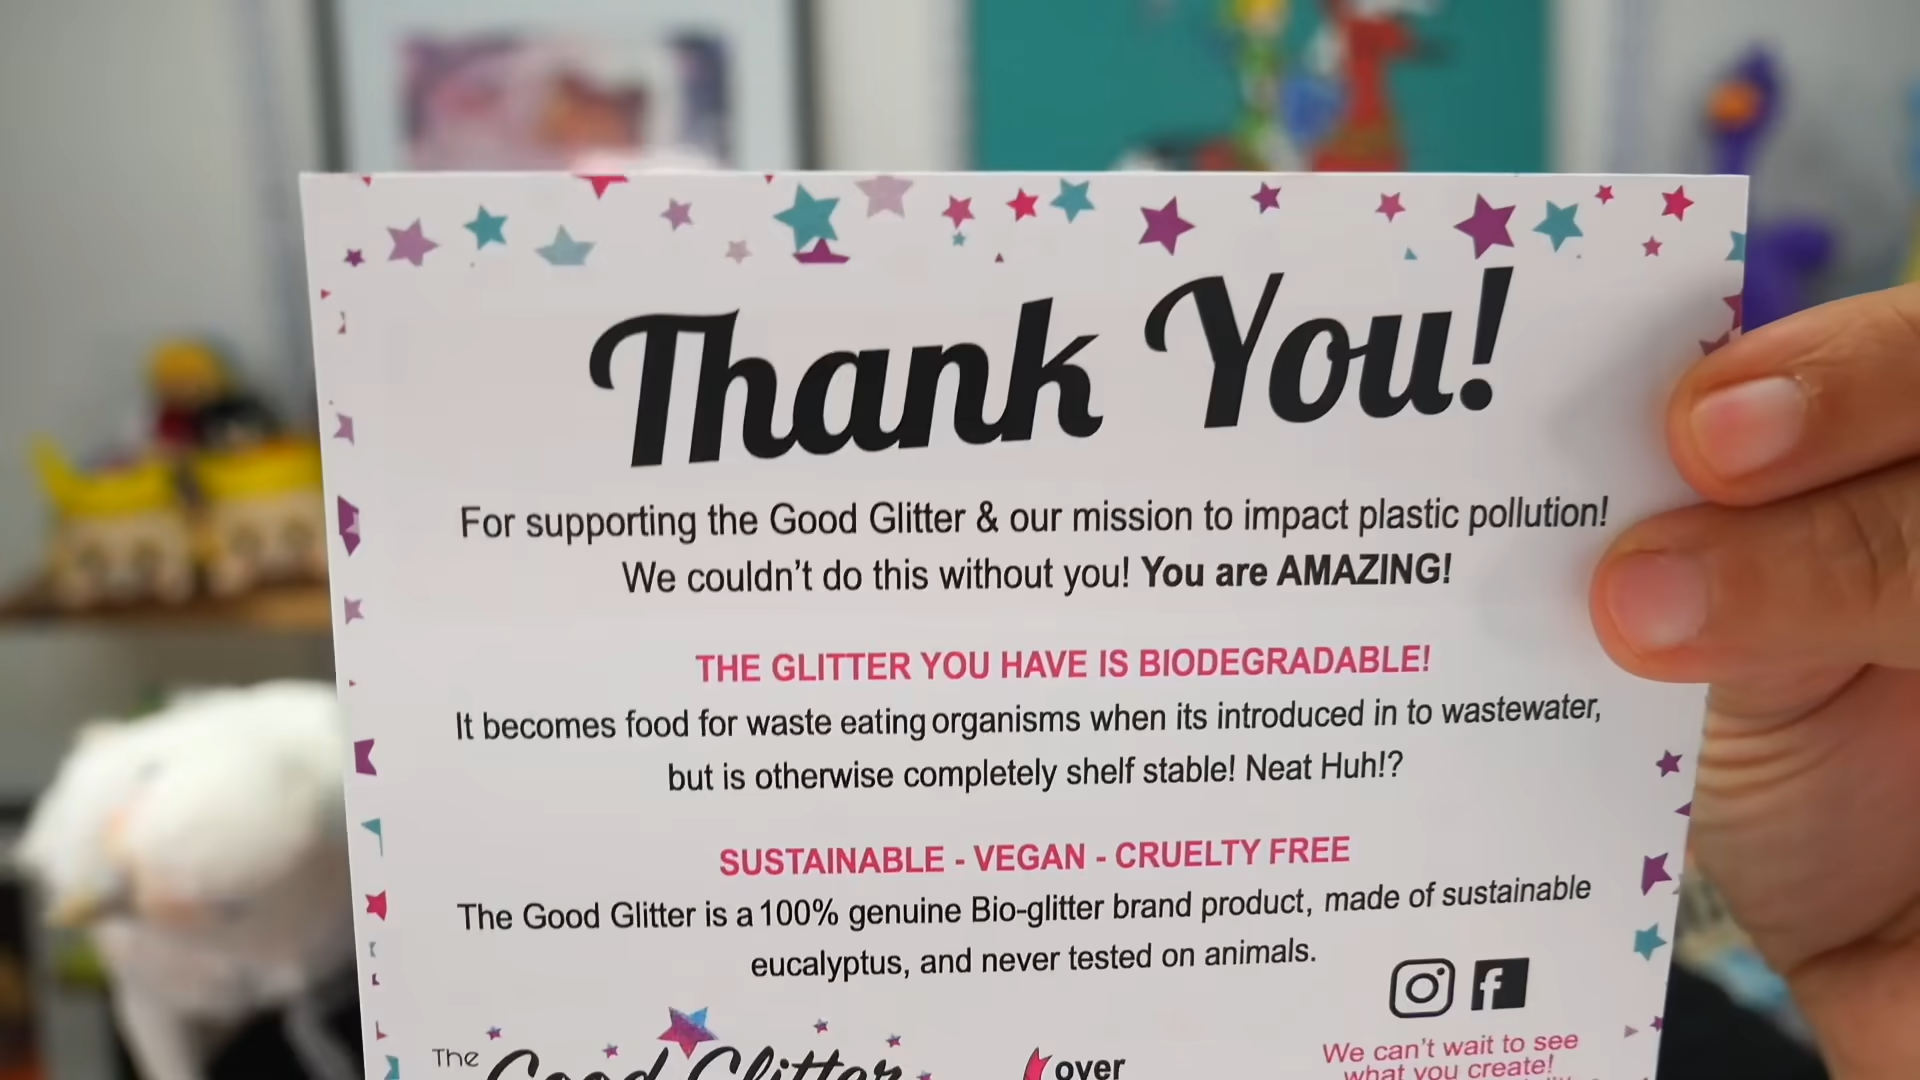 Thank You!
For supporting the Good Glitter & our mission to impact plastic pollution!
We couldn't do this without you! You are AMAZING!
THE GLITTER YOU HAVE IS BIODEGRADABLE!
It becomes food for waste eating organisms when its introduced in to wastewater,
but is otherwise completely shelf stable! Neat Huh!?
SUSTAINABLE - VEGAN - CRUELTY FREE
The Good Glitter is a 100% genuine Bio-glitter brand product, made of sustainable
eucalyptus, and never tested on animals.
The Good Glitter
over
We can't wait to see
what you create!